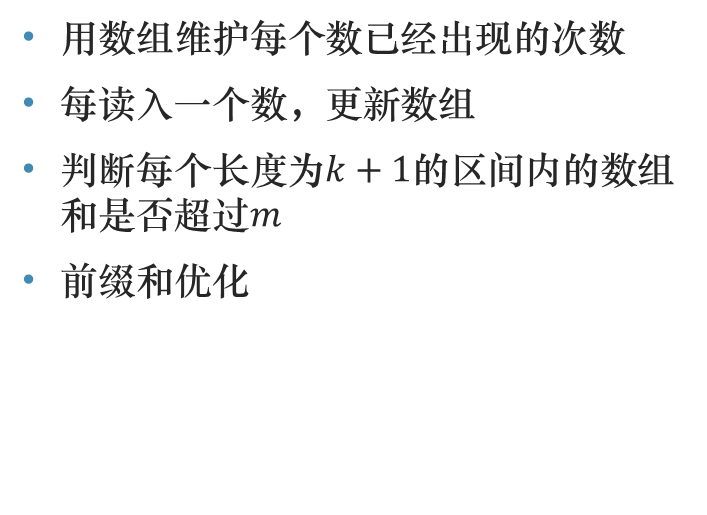 • 用数组维护每个数已经出现的次数
• 每读入一个数，更新数组
• 判断每个长度为k + 1的区间内的数组
和是否超过m
• 前缀和优化